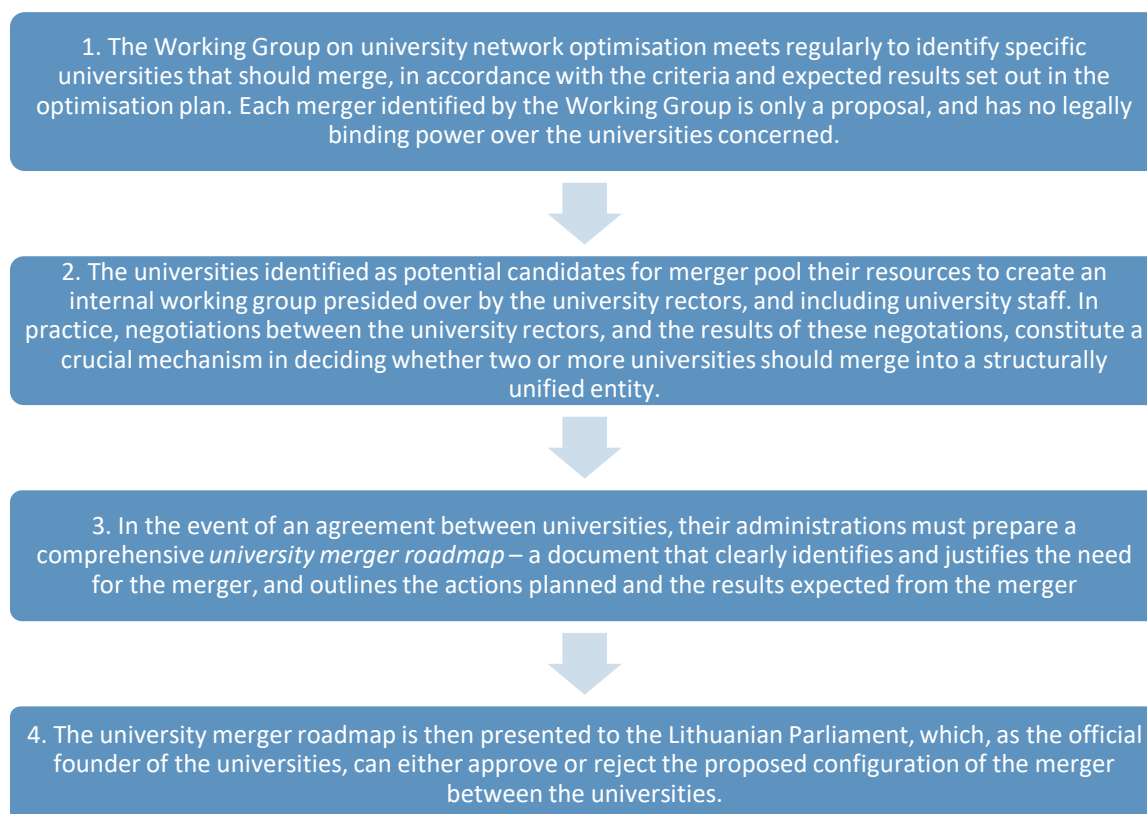 1. The Working Group on university network optimisation meets regularly to identify specific
universities that should merge, in accordance with the criteria and expected results set out in the
optimisation plan. Each merger identified by the Working Group is only a proposal, and has no legally
binding power over the universities concerned.
2. The universities identified as potential candidates for merger pool their resources to create an
internal working group presided over by the university rectors, and including university staff. In
practice, negotiations between the university rectors, and the results of these negotations, constitute a
crucial mechanism in deciding whether two or more universities should merge into a structurally
unified entity.
3. In the event of an agreement between universities, their administrations must prepare a
comprehensive university merger roadmap – a document that clearly identifies and justifies the need
for the merger, and outlines the actions planned and the results expected from the merger
4. The university merger roadmap is then presented to the Lithuanian Parliament, which, as the official
founder of the universities, can either approve or reject the proposed configuration of the merger
between the universities.